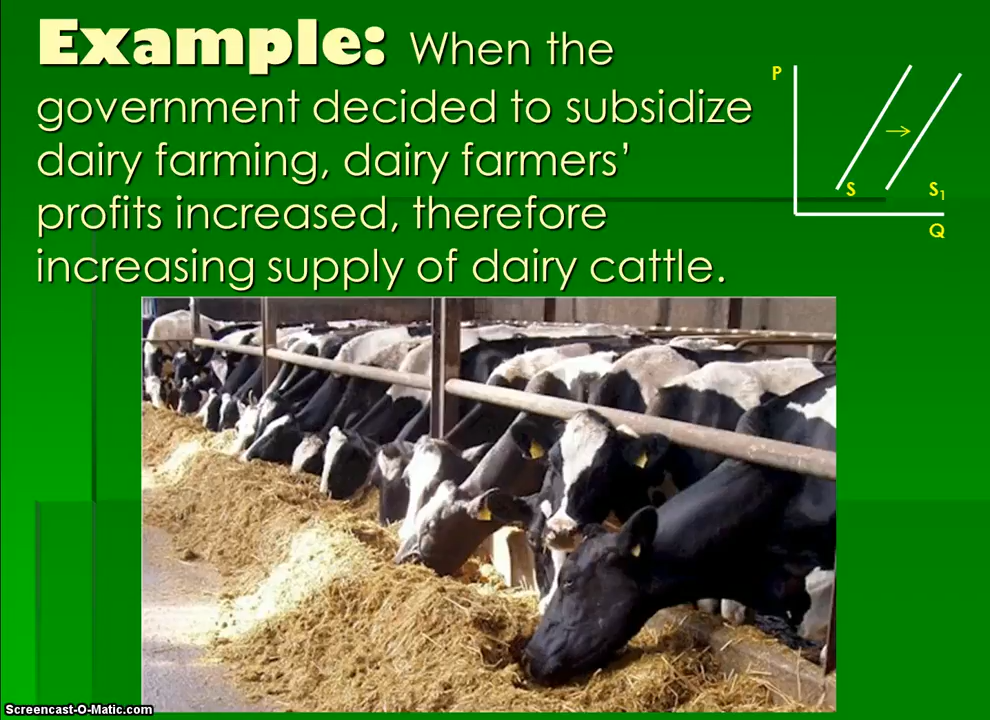 Example: When the
government decided to subsidize
dairy farming, dairy farmers’
profits increased, therefore
increasing supply of dairy cattle.
P
S
S₁
Q
Screencast-O-Matic.com